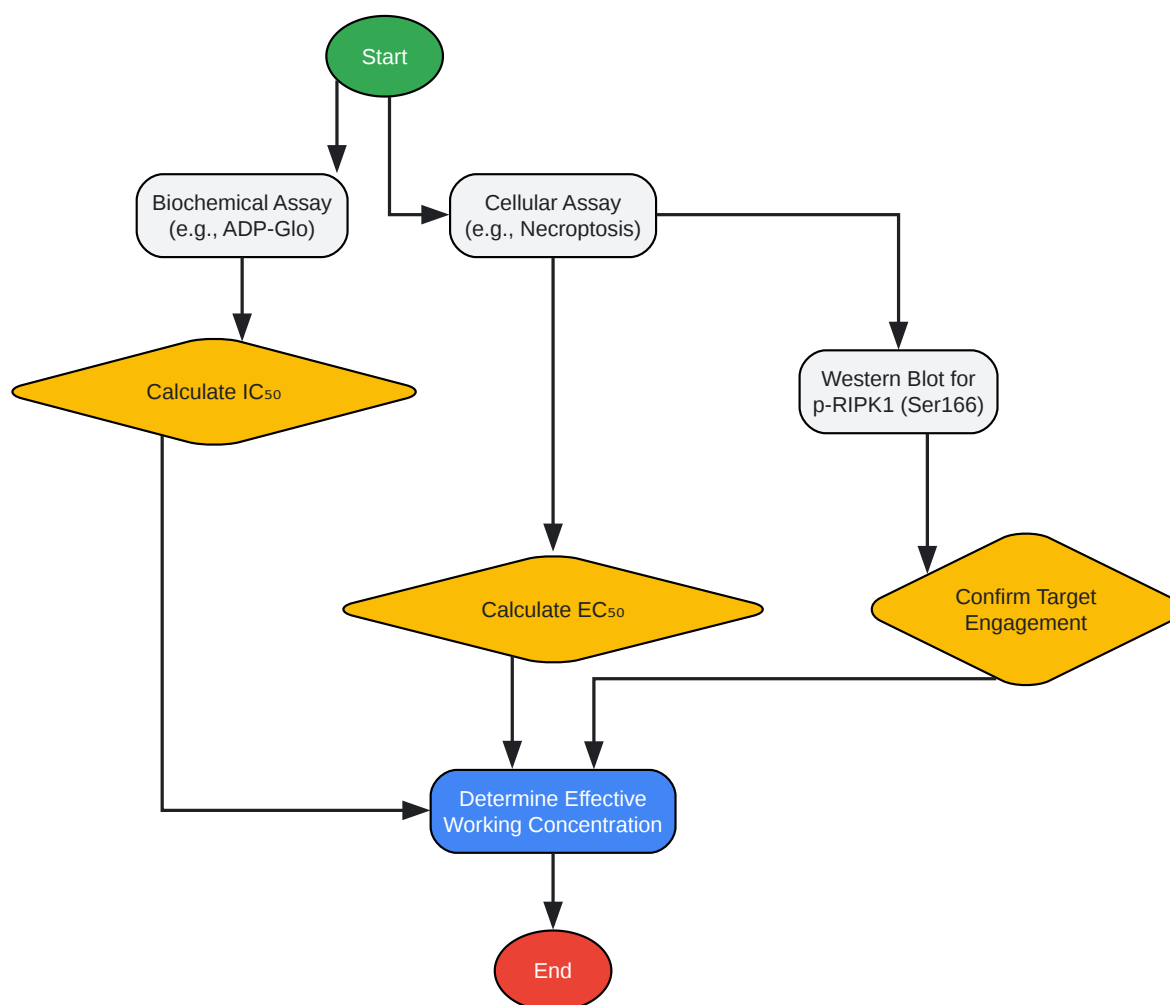 Start
Biochemical Assay
(e.g., ADP-Glo)
Cellular Assay
(e.g., Necroptosis)
Calculate IC₅₀
Western Blot for
p-RIPK1 (Ser166)
Calculate EC₅₀
Confirm Target
Engagement
Determine Effective
Working Concentration
End